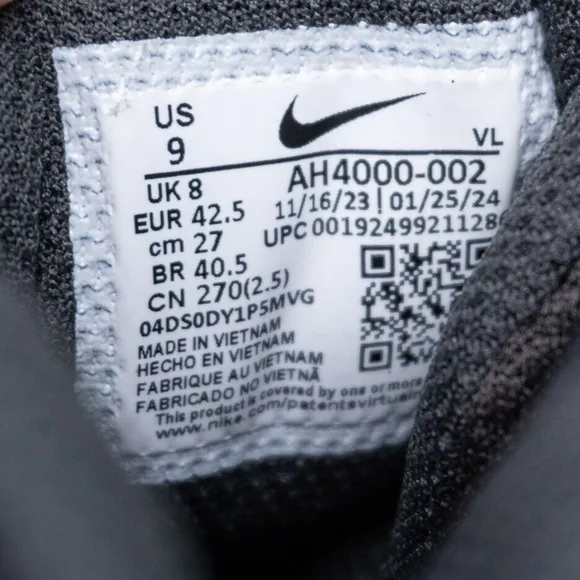 US
9
VL
UK 8
EUR 42.5
cm 27
BR 40.5
CN 270(2.5)
AH4000-002
11/16/23 | 01/25/24
UPC 0019249921128
04DS0DY1P5MVG
MADE IN VIETNAM
HECHO EN VIETNAM
FABRIQUE AU VIETNAM
FABRICADO NO VIETNÃ
This product is covered by one or more
www.nike.com/patentsvirtual